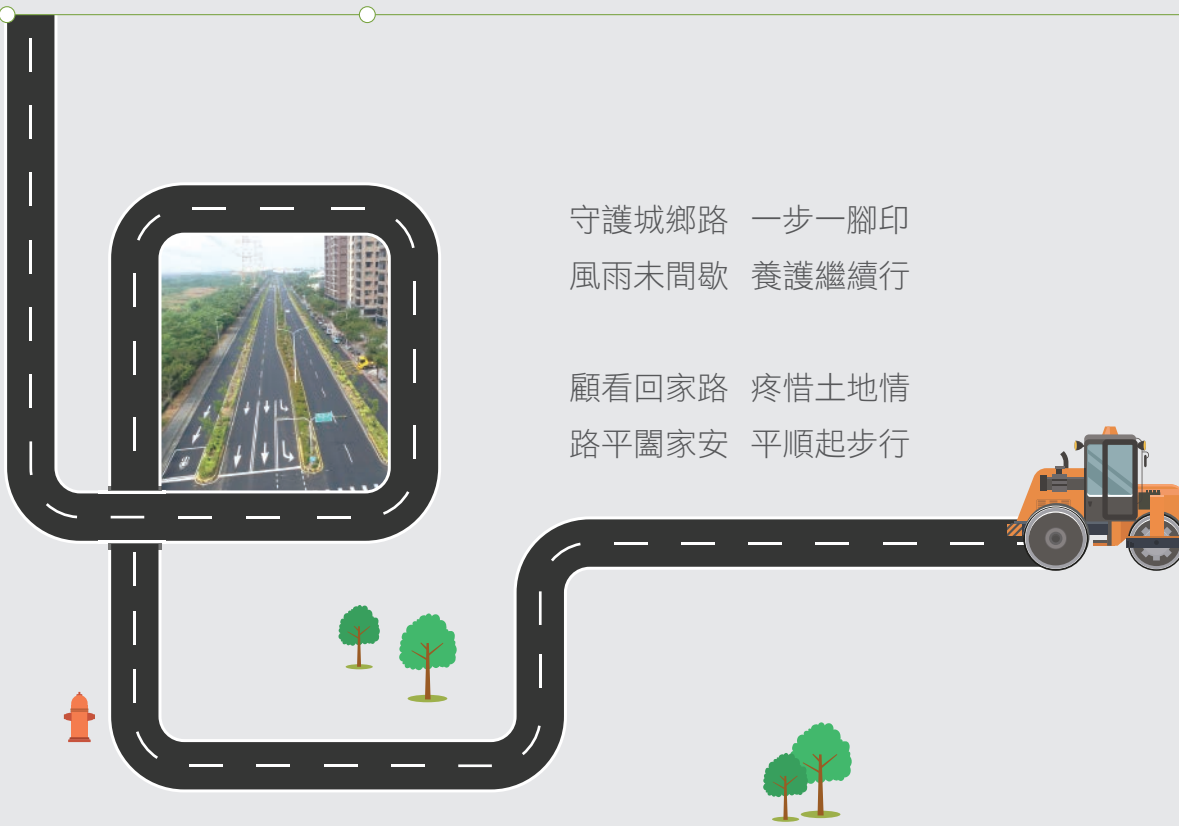 守護城鄉路 一步一腳印
風雨未間歇 養護繼續行
顧看回家路 疼惜土地情
路平闔家安 平順起步行